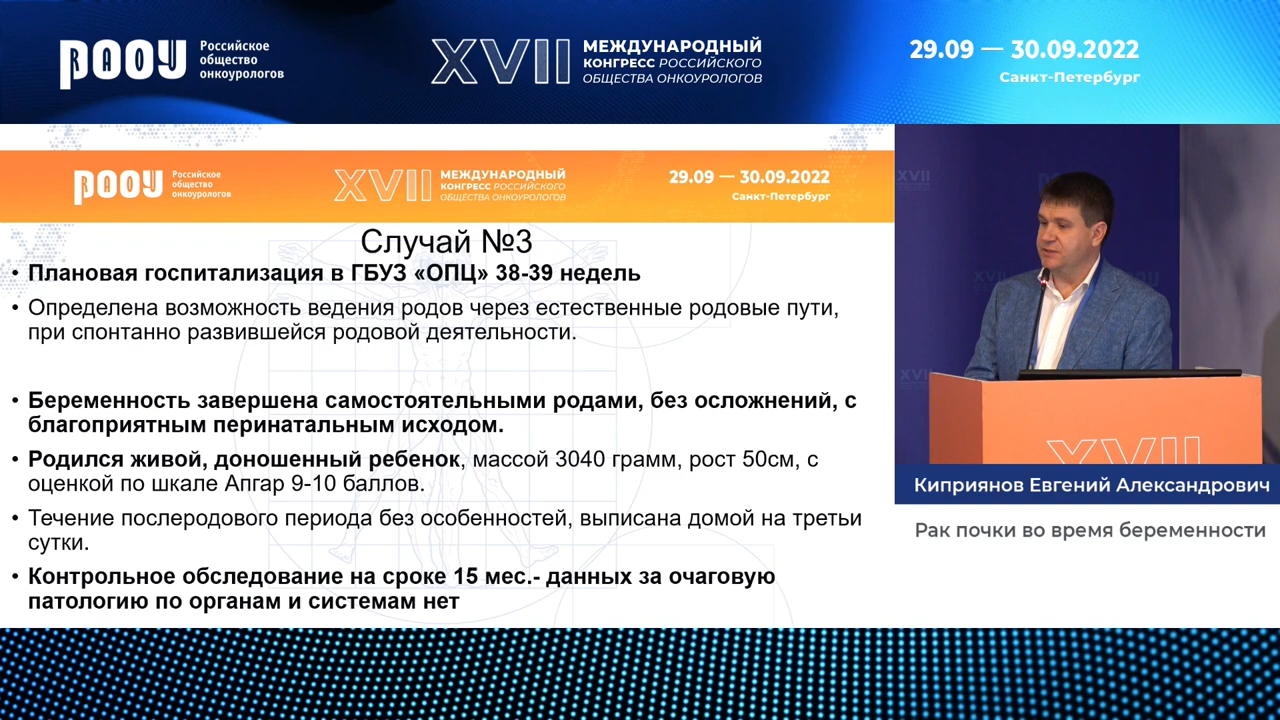 РООУ
Российское
общество
онкоурологов
XVII
МЕЖДУНАРОДНЫЙ
КОНГРЕСС РОССИЙСКОГО
ОБЩЕСТВА ОНКОУРОЛОГОВ
29.09 — 30.09.2022
Санкт-Петербург
РООУ
Российское
общество
онкоурологов
XVII
МЕЖДУНАРОДНЫЙ
КОНГРЕСС РОССИЙСКОГО
ОБЩЕСТВА ОНКОУРОЛОГОВ
29.09 — 30.09.2022
Санкт-Петербург
Случай №3
• Плановая госпитализация в ГБУЗ «ОПЦ» 38-39 недель
• Определена возможность ведения родов через естественные родовые пути,
при спонтанно развившейся родовой деятельности.
• Беременность завершена самостоятельными родами, без осложнений, с
благоприятным перинатальным исходом.
• Родился живой, доношенный ребенок, массой 3040 грамм, рост 50см, с
оценкой по шкале Апгар 9-10 баллов.
• Течение послеродового периода без особенностей, выписана домой на третьи
сутки.
• Контрольное обследование на сроке 15 мес.- данных за очаговую
патологию по органам и системам нет
XVII
Киприянов Евгений Александрович
Рак почки во время беременности